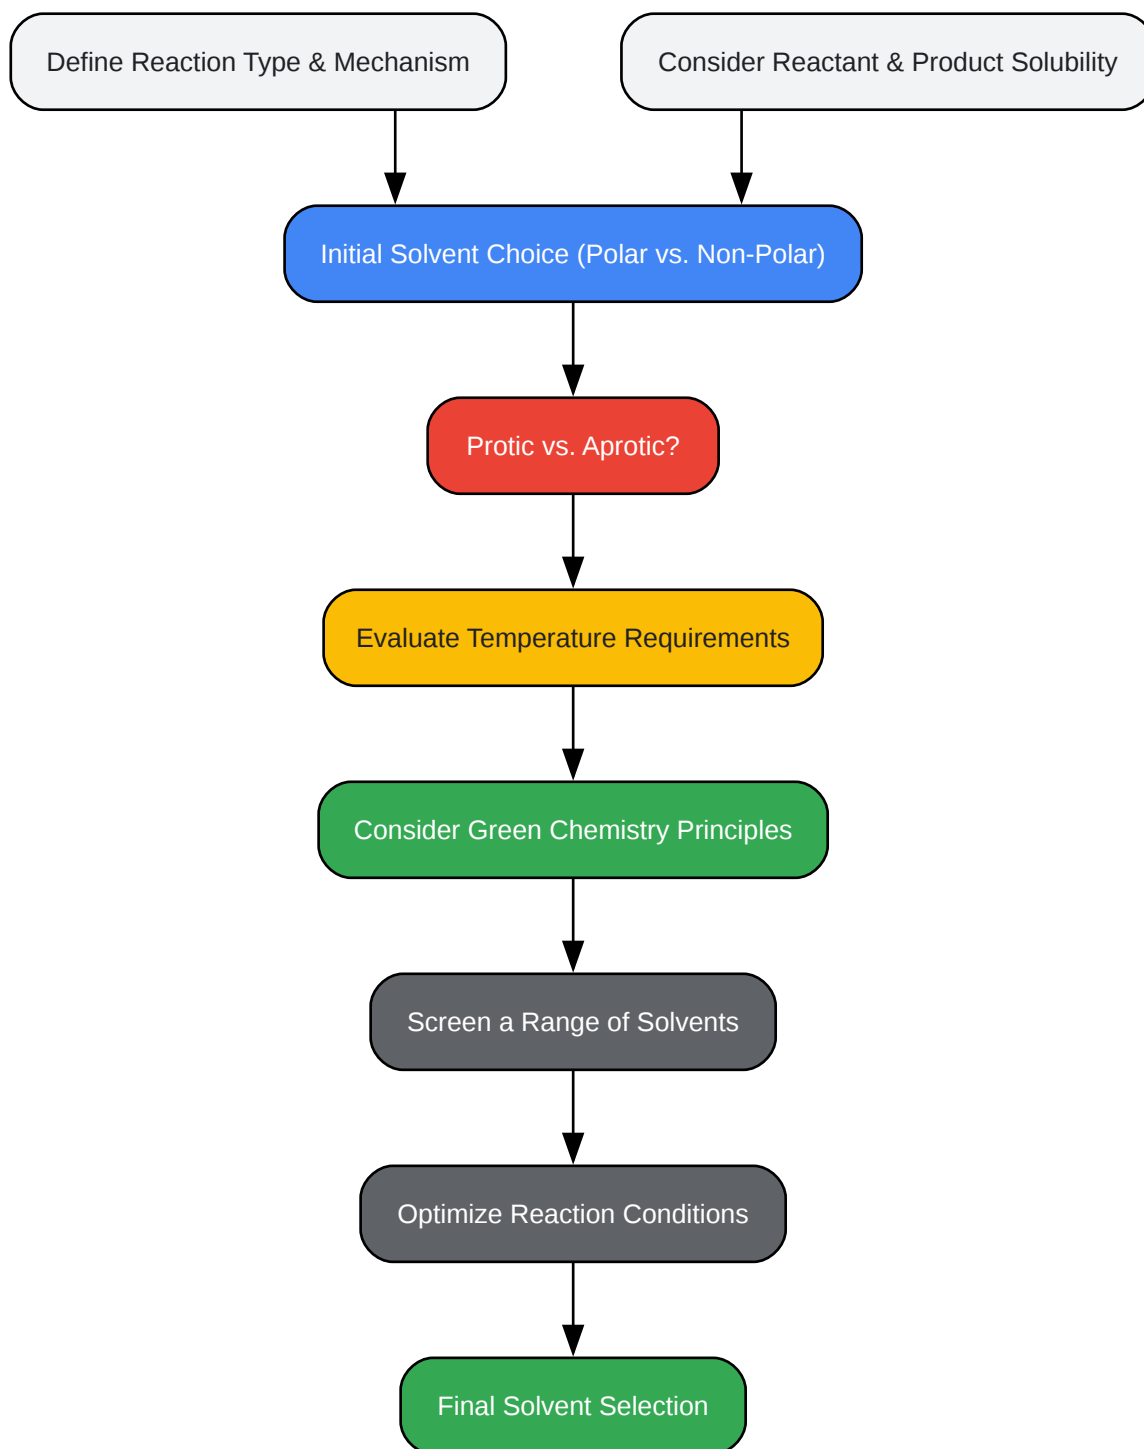 Define Reaction Type & Mechanism
Consider Reactant & Product Solubility
Initial Solvent Choice (Polar vs. Non-Polar)
Protic vs. Aprotic?
Evaluate Temperature Requirements
Consider Green Chemistry Principles
Screen a Range of Solvents
Optimize Reaction Conditions
Final Solvent Selection